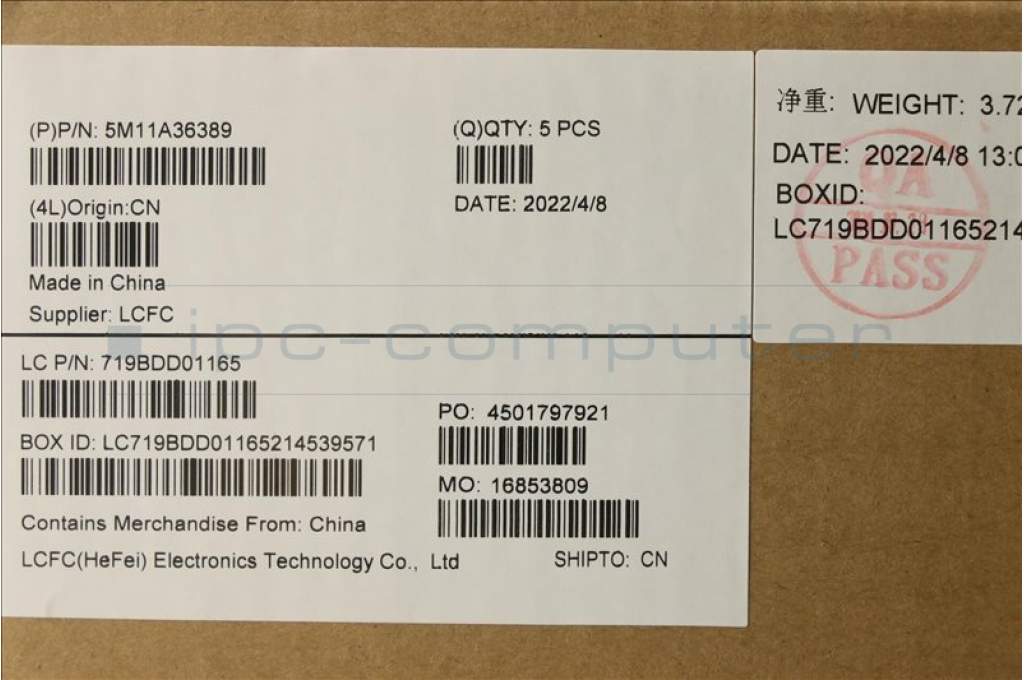 (P)P/N: 5M11A36389
(Q)QTY: 5 PCS
(4L)Origin:CN
DATE: 2022/4/8
Made in China
Supplier: LCFC
LC P/N: 719BDD01165
PO: 4501797921
BOX ID: LC719BDD01165214539571
MO: 16853809
Contains Merchandise From: China
LCFC(HeFei) Electronics Technology Co., Ltd
SHIPTO: CN
净重: WEIGHT: 3.72
DATE: 2022/4/8 13:0
BOXID:
LC719BDD01165214
QA
PASS
ipc-computer